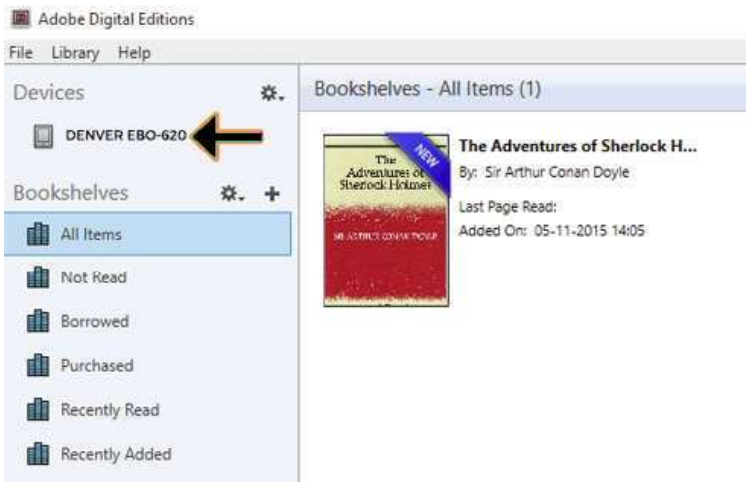 Adobe Digital Editions
File Library Help
Devices
DENVER EBO-620
Bookshelves
All Items
Not Read
Borrowed
Purchased
Recently Read
Recently Added
Bookshelves - All Items (1)
NEW
The
Adventures of
Sherlock Holmes
SIR ARTHUR CONAN DOYLE
The Adventures of Sherlock H...
By: Sir Arthur Conan Doyle
Last Page Read:
Added On: 05-11-2015 14:05